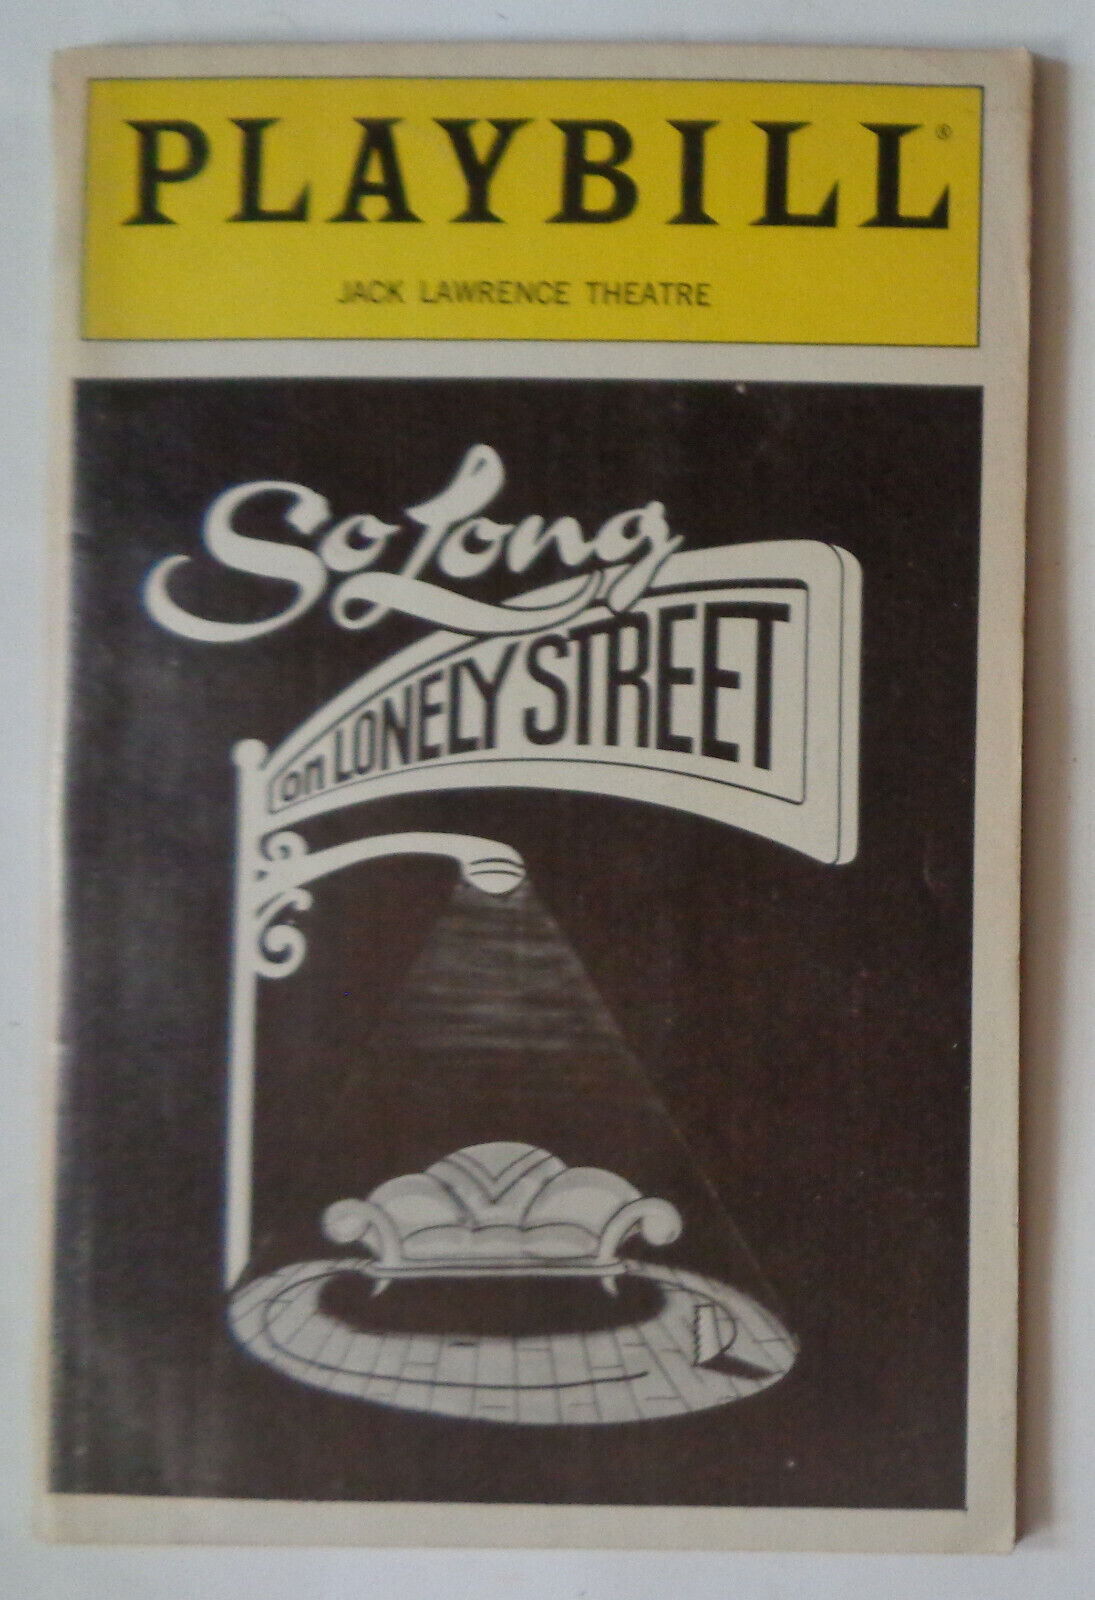 PLAYBILL®
JACK LAWRENCE THEATRE
So Long
on LONELY STREET